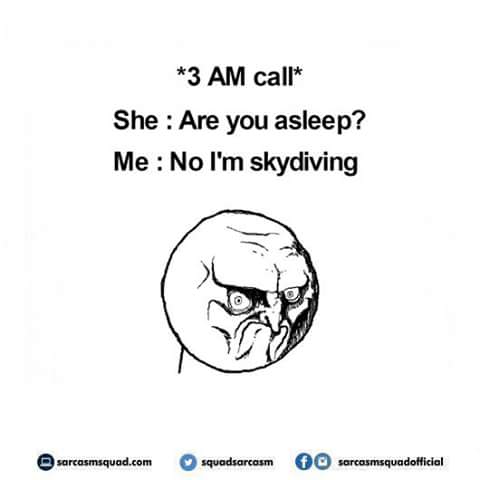 *3 AM call*
She : Are you asleep?
Me : No I'm skydiving
sarcasmsquad.com squadsarcasm sarcasmsquadofficial